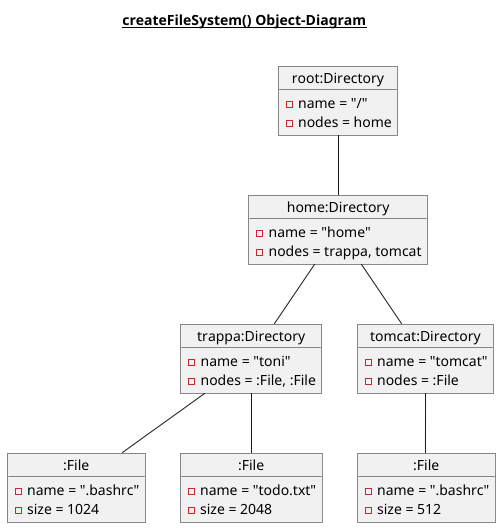 createFileSystem() Object-Diagram
root:Directory
name = "/"
nodes = home
home:Directory
name = "home"
nodes = trappa, tomcat
trappa:Directory
name = "toni"
nodes = :File, :File
tomcat:Directory
name = "tomcat"
nodes = :File
:File
name = ".bashrc"
size = 1024
:File
name = "todo.txt"
size = 2048
:File
name = ".bashrc"
size = 512